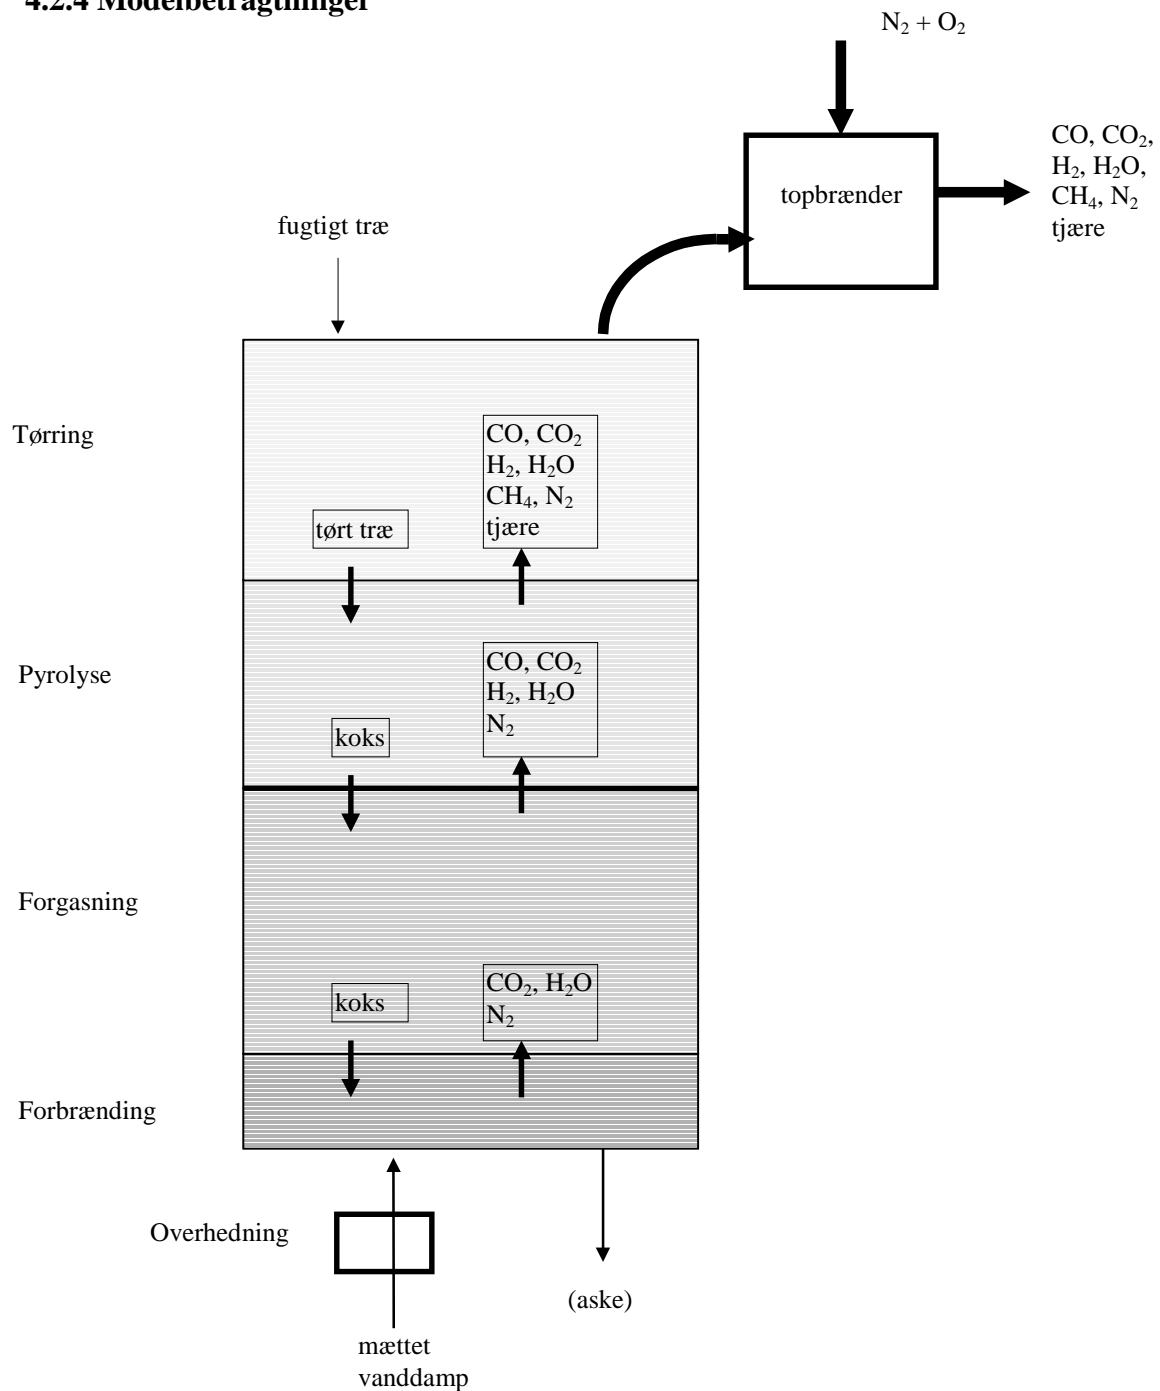 4.2.4 Modelbetragtninger
N₂ + O₂
CO, CO₂,
H₂, H₂O,
CH₄, N₂
tjære
topbrænder
fugtigt træ
Tørring
CO, CO₂
H₂, H₂O
CH₄, N₂
tjære
tørt træ
Pyrolyse
CO, CO₂
H₂, H₂O
N₂
koks
Forgasning
CO₂, H₂O
N₂
koks
Forbrænding
Overhedning
(aske)
mættet
vanddamp